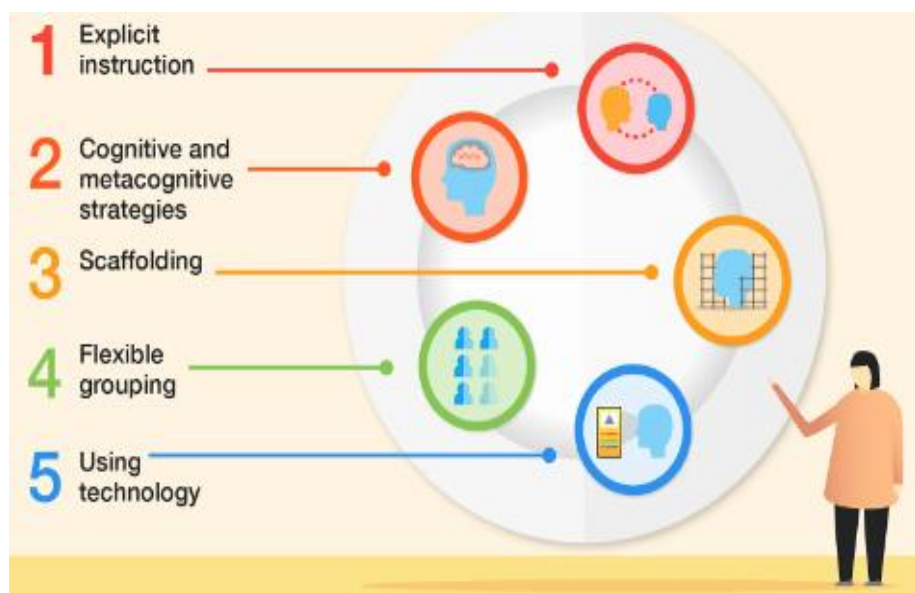 1 Explicit
instruction
2 Cognitive and
metacognitive
strategies
3 Scaffolding
4 Flexible
grouping
5 Using
technology